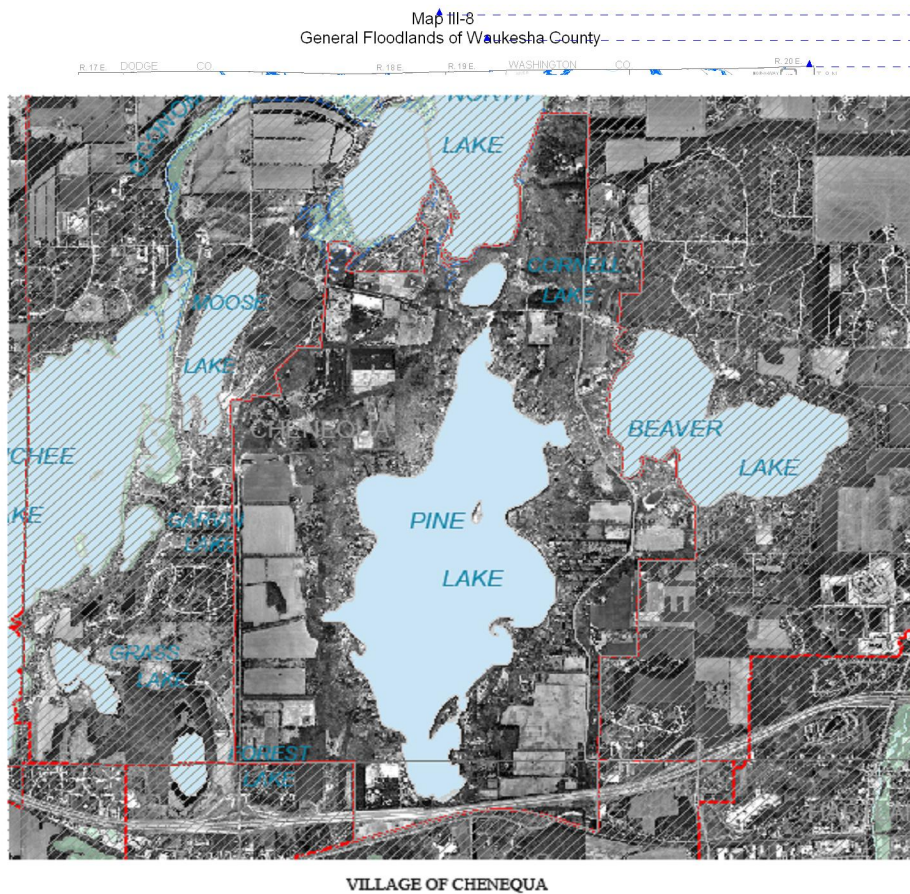 Map III-8
General Floodlands of Waukesha County
R. 17 E. DODGE CO. R. 18 E. R. 19 E. WASHINGTON CO. R. 20 E.
NORTH
LAKE
MOOSE
LAKE
CORNELL
LAKE
CHENEQUA
BEAVER
LAKE
PINE
LAKE
GARVIN
LAKE
GRASS
LAKE
FOREST
LAKE
VILLAGE OF CHENEQUA